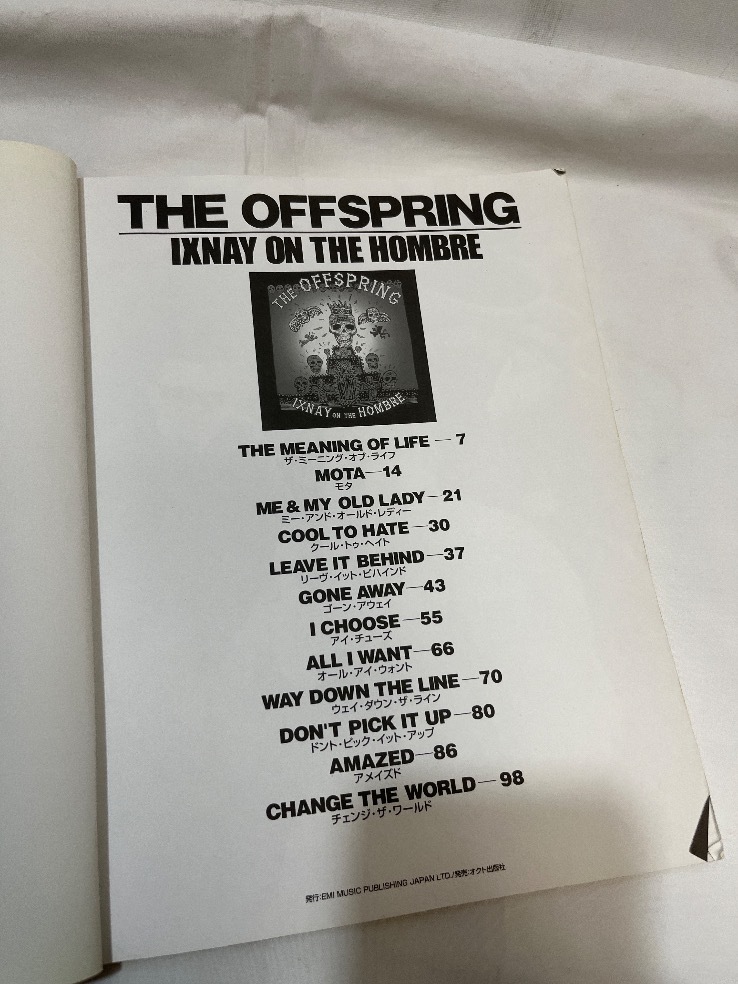 THE OFFSPRING
IXNAY ON THE HOMBRE
THE OFFSPRING
IXNAY ON THE HOMBRE
THE MEANING OF LIFE — 7
ザ・ミーニング・オブ・ライフ
MOTA — 14
モタ
ME & MY OLD LADY — 21
ミー・アンド・オールド・レディー
COOL TO HATE — 30
クール・トゥ・ヘイト
LEAVE IT BEHIND — 37
リーヴ・イット・ビハインド
GONE AWAY — 43
ゴーン・アウェイ
I CHOOSE — 55
アイ・チューズ
ALL I WANT — 66
オール・アイ・ウォント
WAY DOWN THE LINE — 70
ウェイ・ダウン・ザ・ライン
DON'T PICK IT UP — 80
ドント・ピック・イット・アップ
AMAZED — 86
アメイズド
CHANGE THE WORLD — 98
チェンジ・ザ・ワールド
発行:EMI MUSIC PUBLISHING JAPAN LTD./発売:オクト出版社